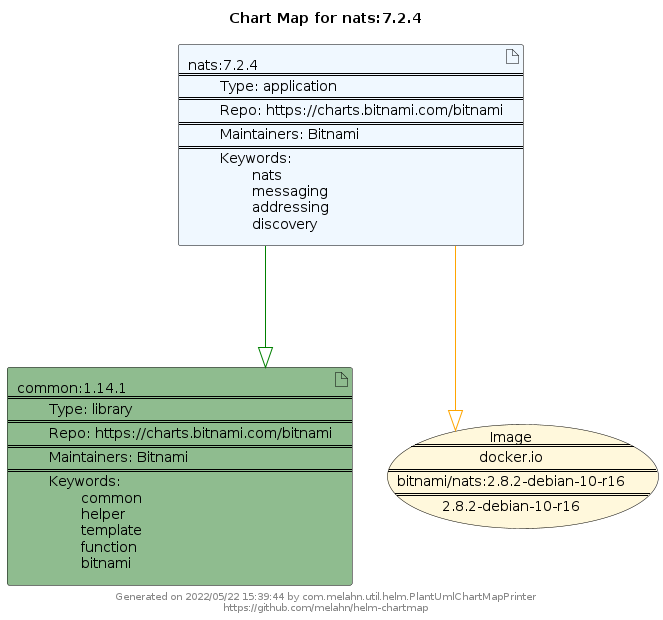 Chart Map for nats:7.2.4
nats:7.2.4
Type: application
Repo: https://charts.bitnami.com/bitnami
Maintainers: Bitnami
Keywords:
nats
messaging
addressing
discovery
common:1.14.1
Type: library
Repo: https://charts.bitnami.com/bitnami
Maintainers: Bitnami
Keywords:
common
helper
template
function
bitnami
Image
docker.io
bitnami/nats:2.8.2-debian-10-r16
2.8.2-debian-10-r16
Generated on 2022/05/22 15:39:44 by com.melahn.util.helm.PlantUmlChartMapPrinter
https://github.com/melahn/helm-chartmap